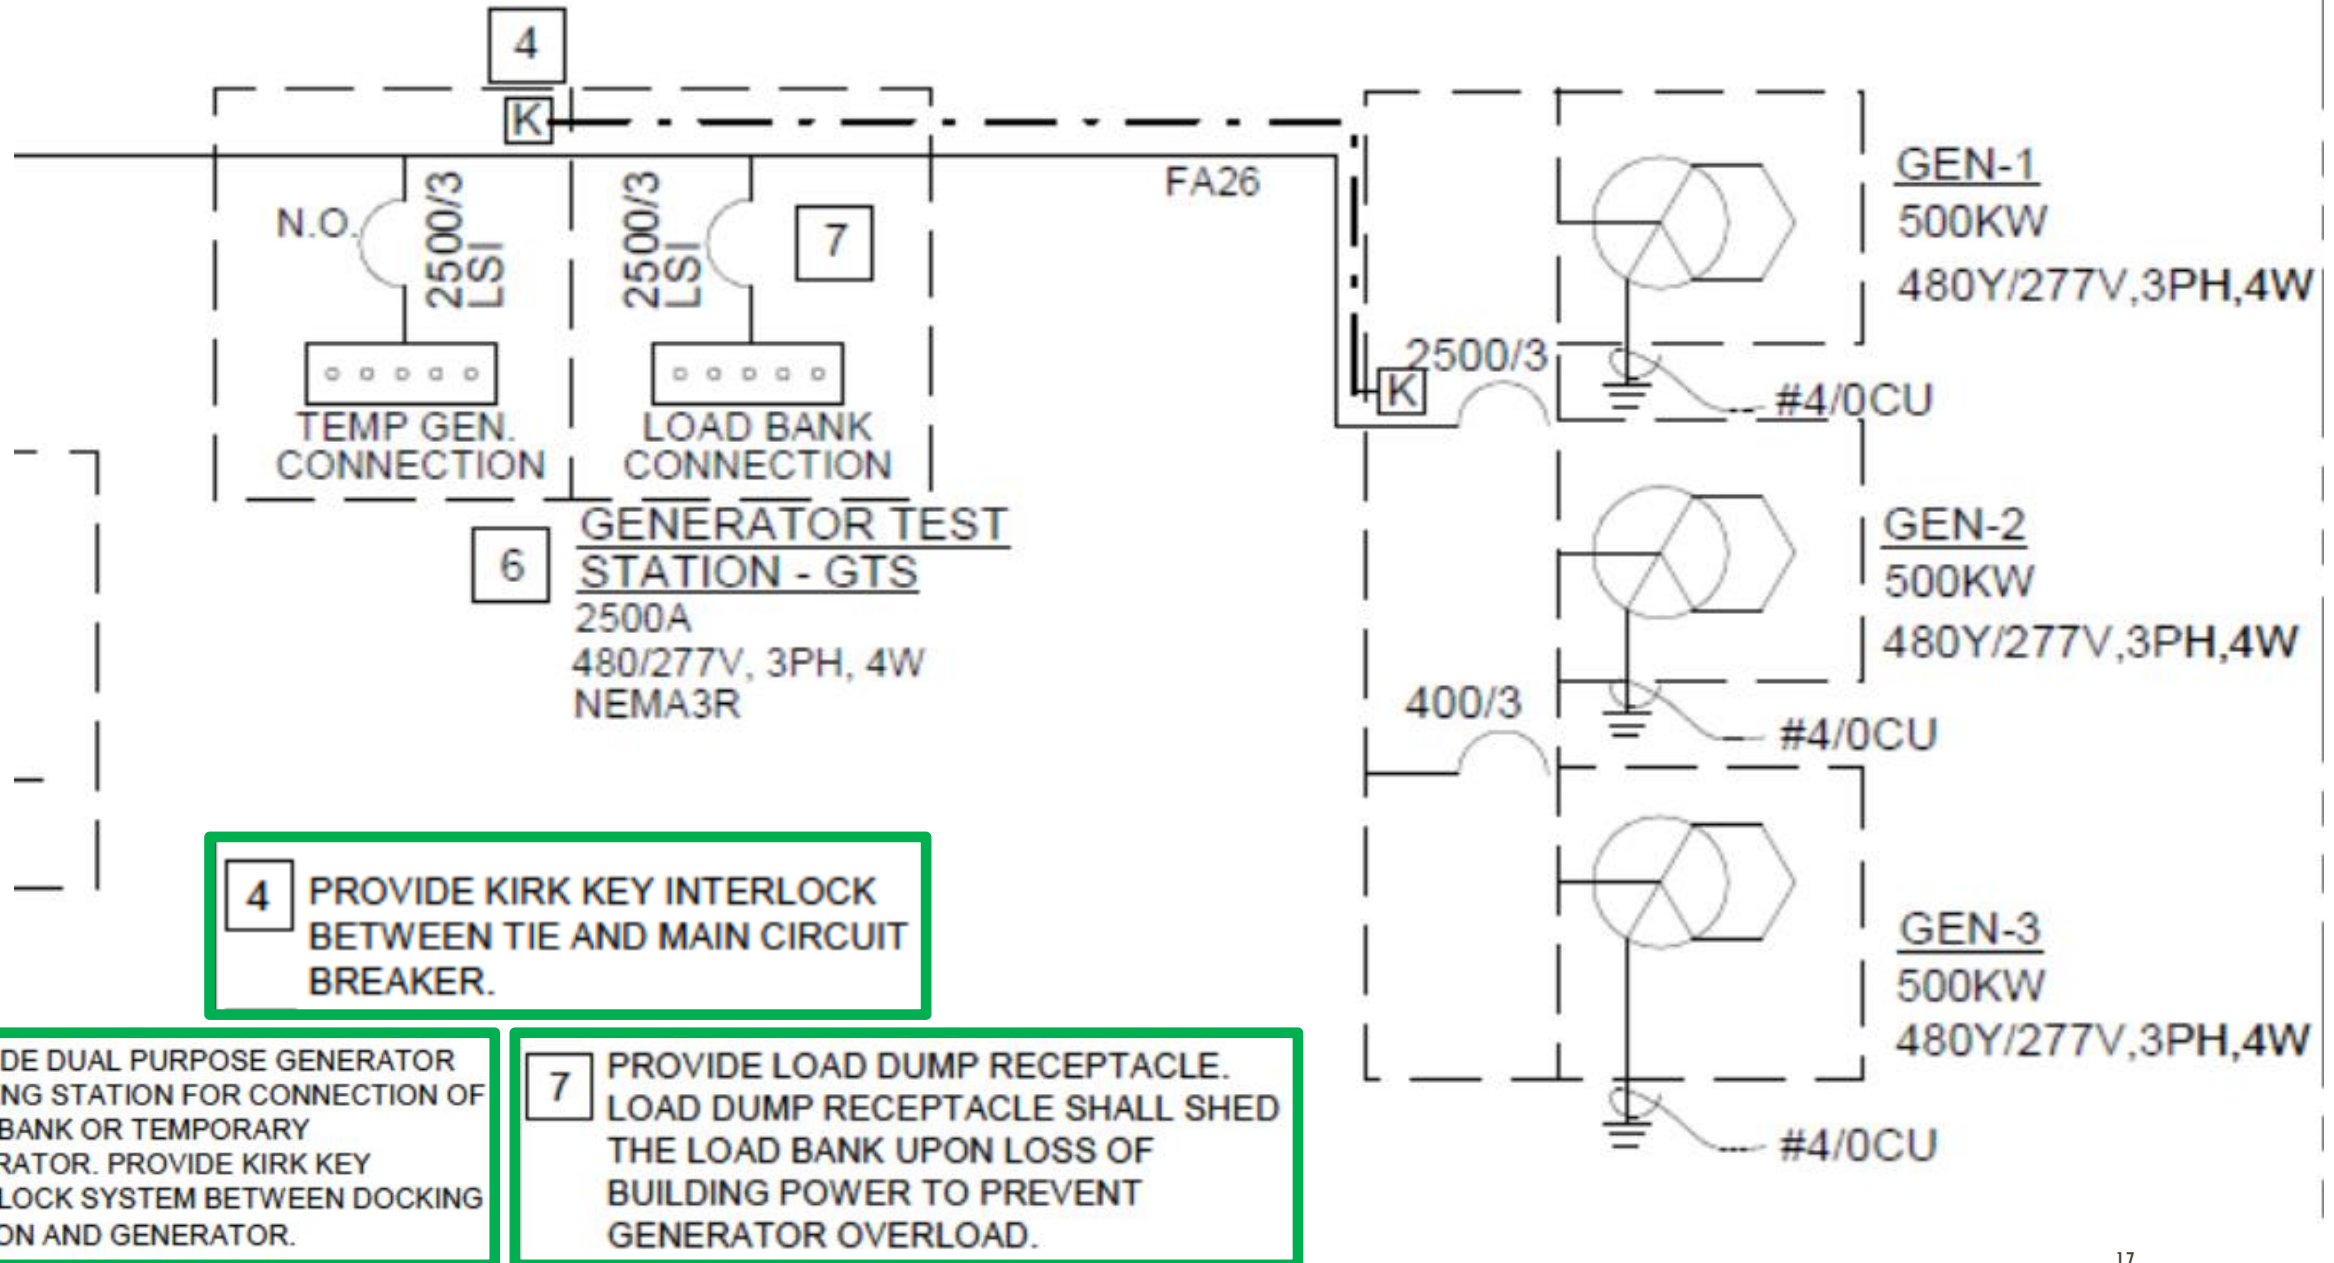 4
K
FA26
N.O.
2500/3
LSI
2500/3
LSI
7
TEMP GEN.
CONNECTION
LOAD BANK
CONNECTION
6
GENERATOR TEST
STATION - GTS
2500A
480/277V, 3PH, 4W
NEMA3R
2500/3
K
400/3
GEN-1
500KW
480Y/277V,3PH,4W
#4/0CU
GEN-2
500KW
480Y/277V,3PH,4W
#4/0CU
GEN-3
500KW
480Y/277V,3PH,4W
#4/0CU
4 PROVIDE KIRK KEY INTERLOCK
BETWEEN TIE AND MAIN CIRCUIT
BREAKER.
DE DUAL PURPOSE GENERATOR
NG STATION FOR CONNECTION OF
BANK OR TEMPORARY
RATOR. PROVIDE KIRK KEY
LOCK SYSTEM BETWEEN DOCKING
ON AND GENERATOR.
7 PROVIDE LOAD DUMP RECEPTACLE.
LOAD DUMP RECEPTACLE SHALL SHED
THE LOAD BANK UPON LOSS OF
BUILDING POWER TO PREVENT
GENERATOR OVERLOAD.
17